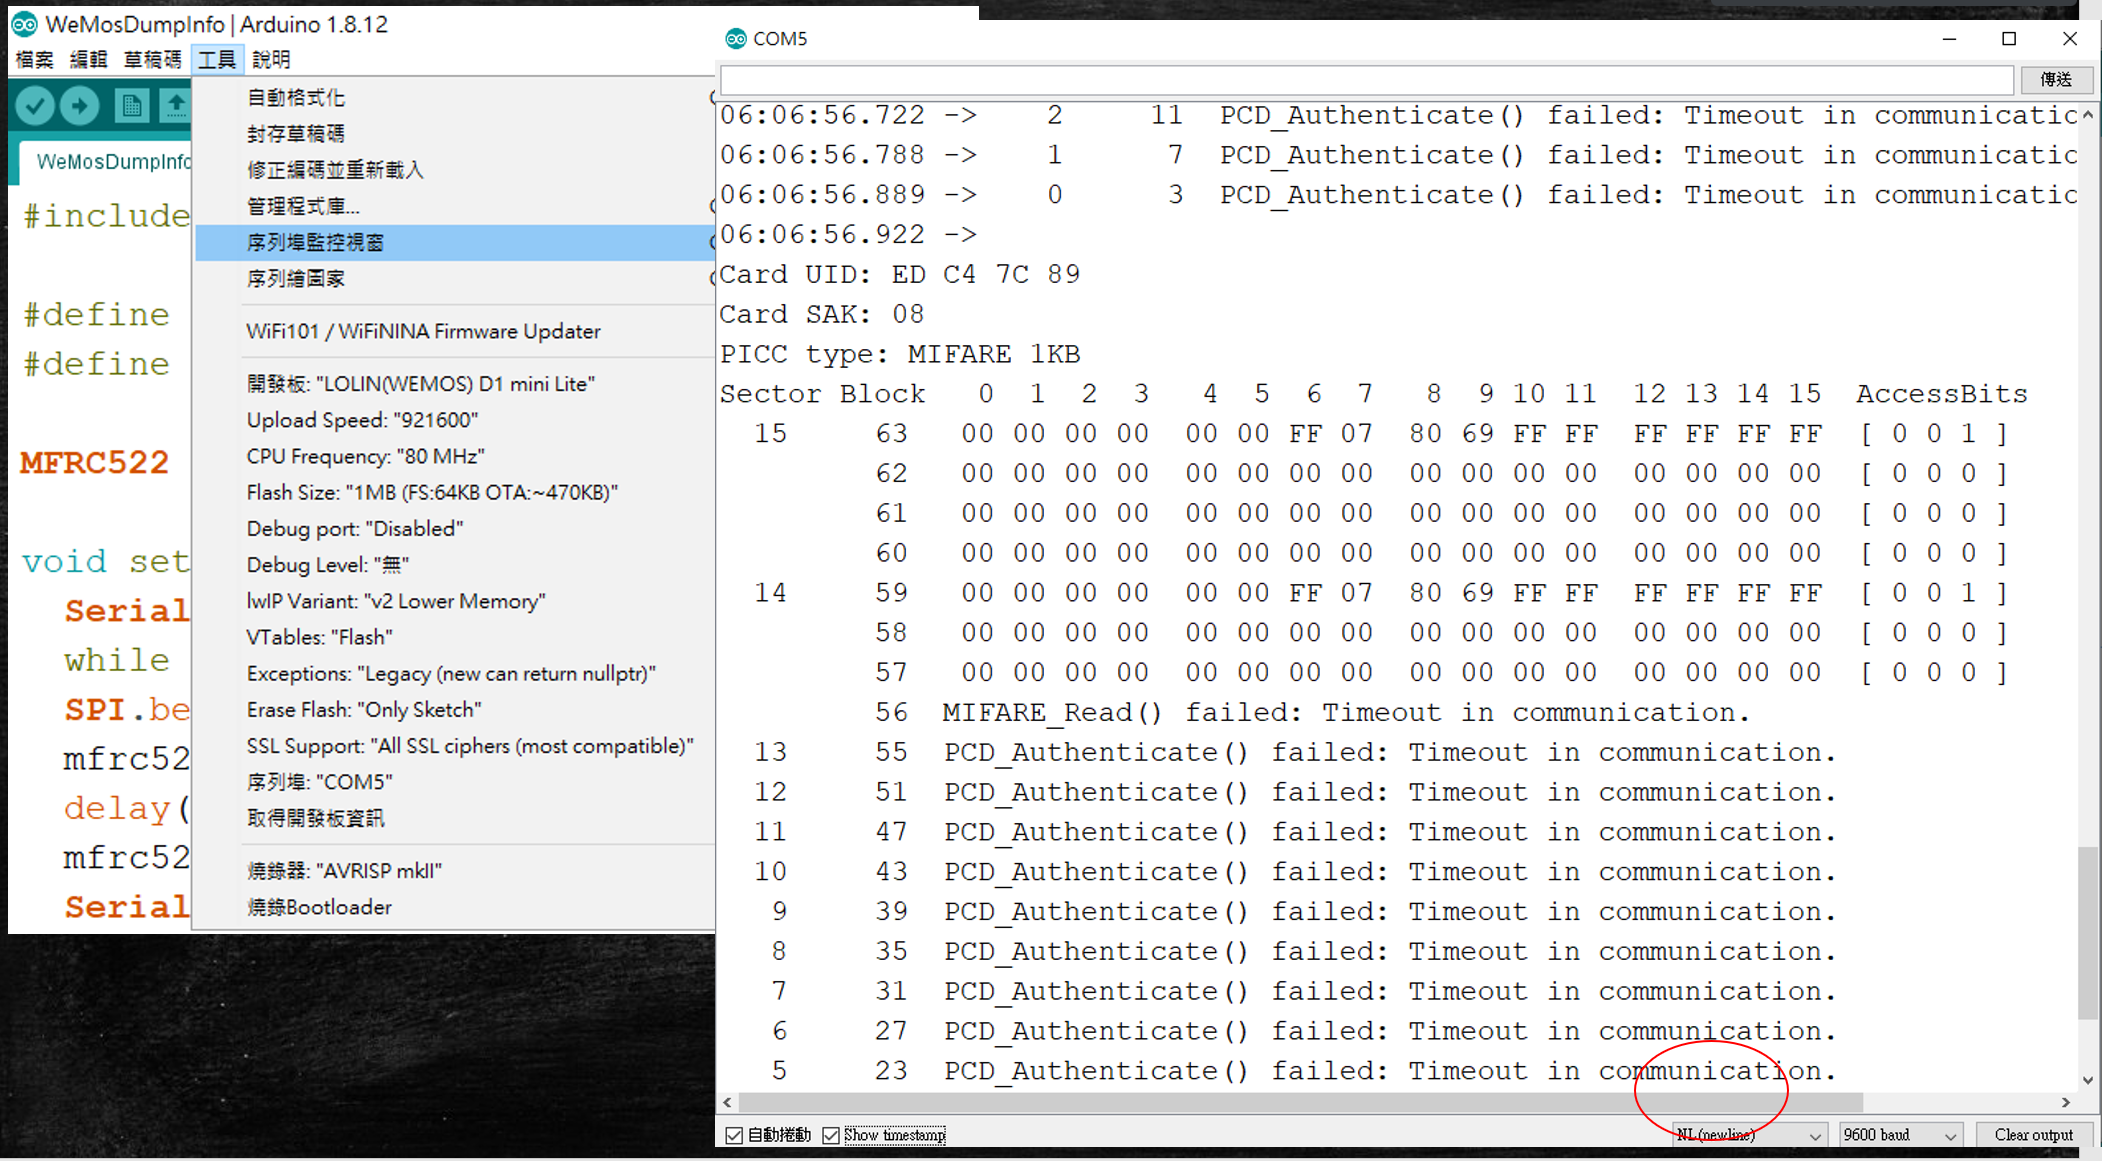 WeMosDumpInfo | Arduino 1.8.12
檔案 編輯 草稿碼 工具 說明
WeMosDumpInfo
#include
#define
#define
MFRC522
void set
Serial
while
SPI.be
mfrc52
delay(
mfrc52
Serial
自動格式化
封存草稿碼
修正編碼並重新載入
管理程式庫...
序列埠監控視窗
序列繪圖家
WiFi101 / WiFiNINA Firmware Updater
開發板: "LOLIN(WEMOS) D1 mini Lite"
Upload Speed: "921600"
CPU Frequency: "80 MHz"
Flash Size: "1MB (FS:64KB OTA:~470KB)"
Debug port: "Disabled"
Debug Level: "無"
lwIP Variant: "v2 Lower Memory"
VTables: "Flash"
Exceptions: "Legacy (new can return nullptr)"
Erase Flash: "Only Sketch"
SSL Support: "All SSL ciphers (most compatible)"
序列埠: "COM5"
取得開發板資訊
燒錄器: "AVRISP mkII"
燒錄Bootloader
COM5
傳送
06:06:56.722 -> 2 11 PCD_Authenticate() failed: Timeout in communicatic
06:06:56.788 -> 1 7 PCD_Authenticate() failed: Timeout in communicatic
06:06:56.889 -> 0 3 PCD_Authenticate() failed: Timeout in communicatic
06:06:56.922 ->
Card UID: ED C4 7C 89
Card SAK: 08
PICC type: MIFARE 1KB
Sector Block 0 1 2 3 4 5 6 7 8 9 10 11 12 13 14 15 AccessBits
15 63 00 00 00 00 00 00 FF 07 80 69 FF FF FF FF FF FF [ 0 0 1 ]
62 00 00 00 00 00 00 00 00 00 00 00 00 00 00 00 00 [ 0 0 0 ]
61 00 00 00 00 00 00 00 00 00 00 00 00 00 00 00 00 [ 0 0 0 ]
60 00 00 00 00 00 00 00 00 00 00 00 00 00 00 00 00 [ 0 0 0 ]
14 59 00 00 00 00 00 00 FF 07 80 69 FF FF FF FF FF FF [ 0 0 1 ]
58 00 00 00 00 00 00 00 00 00 00 00 00 00 00 00 00 [ 0 0 0 ]
57 00 00 00 00 00 00 00 00 00 00 00 00 00 00 00 00 [ 0 0 0 ]
56 MIFARE_Read() failed: Timeout in communication.
13 55 PCD_Authenticate() failed: Timeout in communication.
12 51 PCD_Authenticate() failed: Timeout in communication.
11 47 PCD_Authenticate() failed: Timeout in communication.
10 43 PCD_Authenticate() failed: Timeout in communication.
9 39 PCD_Authenticate() failed: Timeout in communication.
8 35 PCD_Authenticate() failed: Timeout in communication.
7 31 PCD_Authenticate() failed: Timeout in communication.
6 27 PCD_Authenticate() failed: Timeout in communication.
5 23 PCD_Authenticate() failed: Timeout in communication.
自動捲動 Show timestamp NL(newline) 9600 baud Clear output